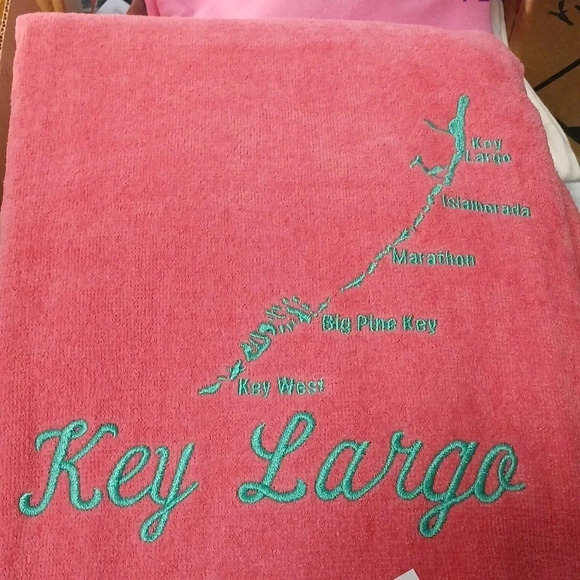 Key
Largo
Islamorada
Marathon
Big Pine Key
Key West
Key Largo